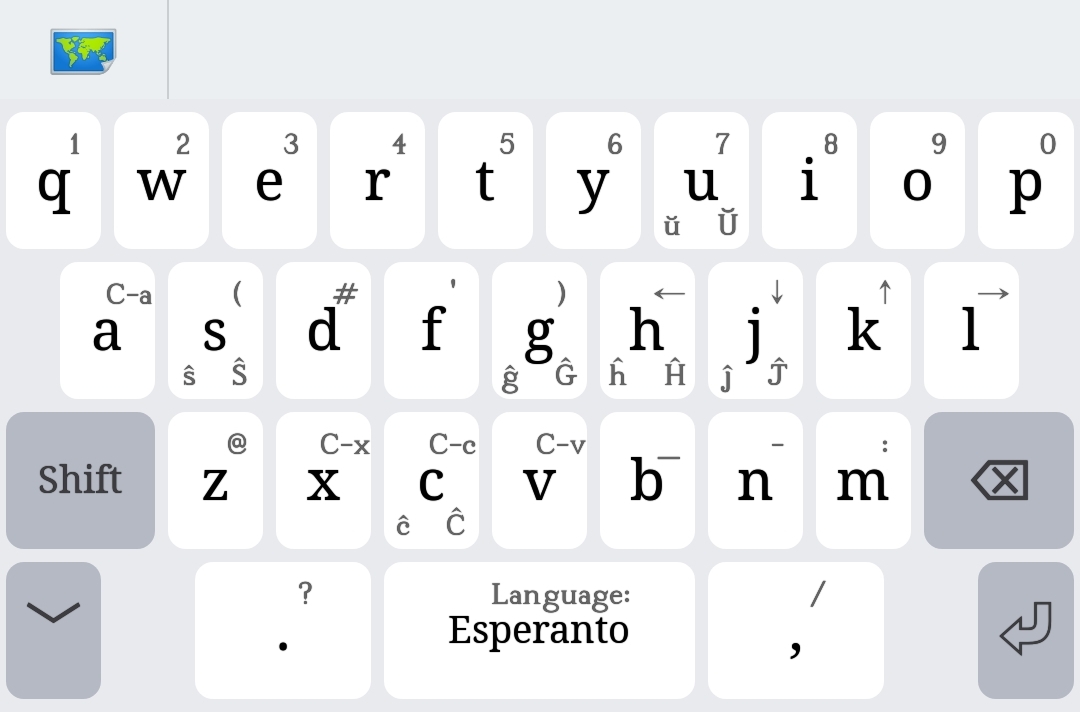 1 2 3 4 5 6 7 8 9 0
q w e r t y u i o p
ŭ Ŭ
C-a ( # ' ) ← ↓ ↑ →
a s d f g h j k l
ŝ Ŝ ĝ Ĝ ĥ Ĥ ĵ Ĵ
@ C-x C-c C-v _ - :
Shift z x c v b n m
ĉ Ĉ
? Language: /
. Esperanto ,